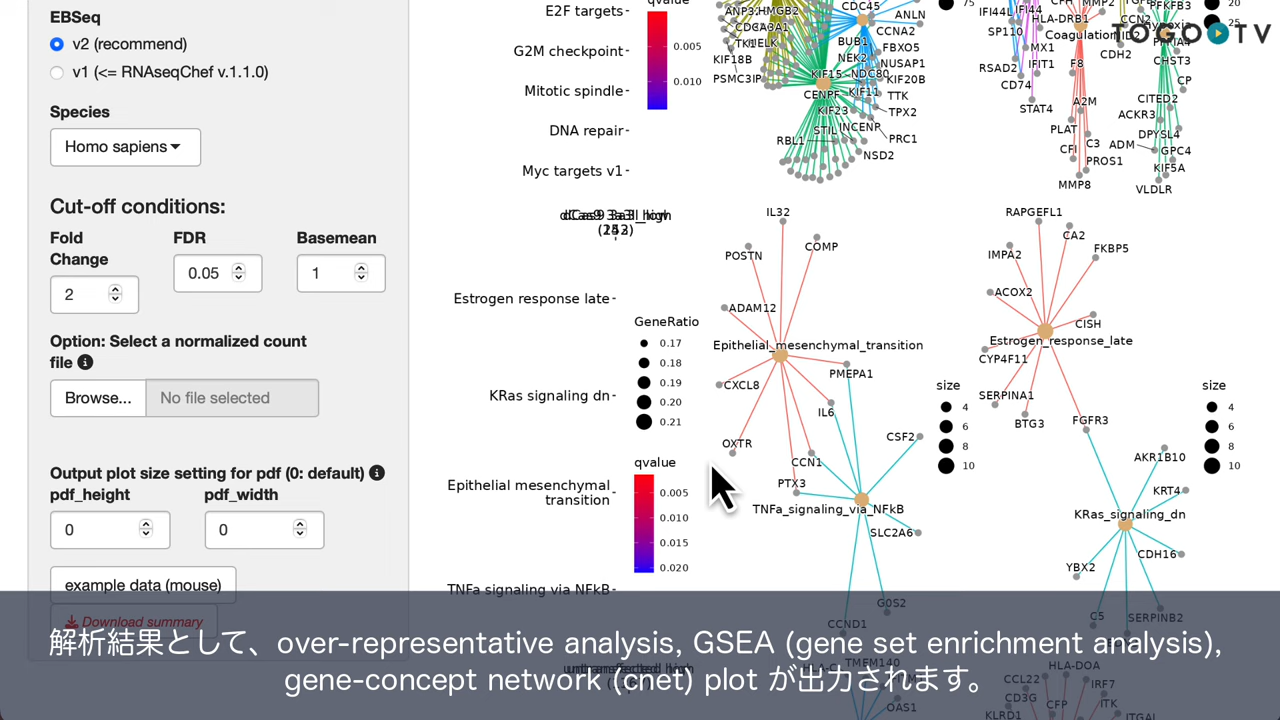 EBSeq
v2 (recommend)
v1 (<= RNAseqChef v.1.1.0)
Species
Homo sapiens
Cut-off conditions:
Fold Change
FDR
Basemean
2
0.05
1
Option: Select a normalized count
file
Browse...
No file selected
Output plot size setting for pdf (0: default)
pdf_height
pdf_width
0
0
example data (mouse)
Download summary
E2F targets
G2M checkpoint
Mitotic spindle
DNA repair
Myc targets v1
qvalue
0.005
0.010
HMGB2
KIF18B
PSMC3IP
CDC45
ANLN
CCNA2
BUB1
FBXO5
NEK2
NUSAP1
KIF15
NDC80
KIF20B
CENPF
KIF11
TTK
KIF23
TPX2
STIL
INCENP
PRC1
RBL1
NSD2
75
IFI44L
IFI44
SP110
HLA-DRB1
MX1
RSAD2
IFIT1
CD74
STAT4
MMP2
Coagulation
F8
A2M
PLAT
C3
CFI
PROS1
MMP8
PFKFB3
CCN2
CDH2
CHST3
CP
CITED2
ACKR3
DPYSL4
ADM
GPC4
KIF5A
VLDLR
20
25
TOGO TV
Estrogen response late
KRas signaling dn
Epithelial mesenchymal
transition
TNFa signaling via NFkB
GeneRatio
0.17
0.18
0.19
0.20
0.21
qvalue
0.005
0.010
0.015
0.020
IL32
COMP
POSTN
ADAM12
Epithelial_mesenchymal_transition
PMEPA1
CXCL8
IL6
OXTR
CSF2
CCN1
PTX3
TNFa_signaling_via_NFkB
SLC2A6
G0S2
CCND1
TMEM140
OAS1
size
4
6
8
10
RAPGEFL1
CA2
IMPA2
FKBP5
ACOX2
CISH
Estrogen_response_late
CYP4F11
SERPINA1
BTG3
FGFR3
AKR1B10
KRT4
KRas_signaling_dn
CDH16
YBX2
C5
SERPINB2
HLA-DOA
CCL22
IRF7
CD3G
CFP
ITK
KLRD1
ITGAL
size
4
6
8
10
解析結果として、over-representative analysis, GSEA (gene set enrichment analysis),
gene-concept network (cnet) plot が出力されます。